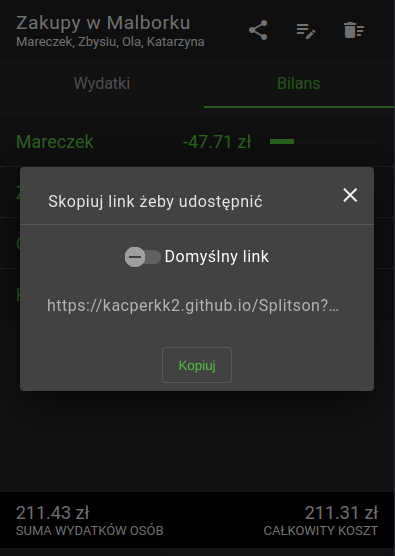 Zakupy w Malborku
Mareczek, Zbysiu, Ola, Katarzyna
Wydatki
Bilans
Mareczek -47.71 zł
Skopiuj link żeby udostępnić
Domyślny link
https://kacperkk2.github.io/Splitson?...
Kopiuj
211.43 zł 211.31 zł
SUMA WYDATKÓW OSÓB CAŁKOWITY KOSZT